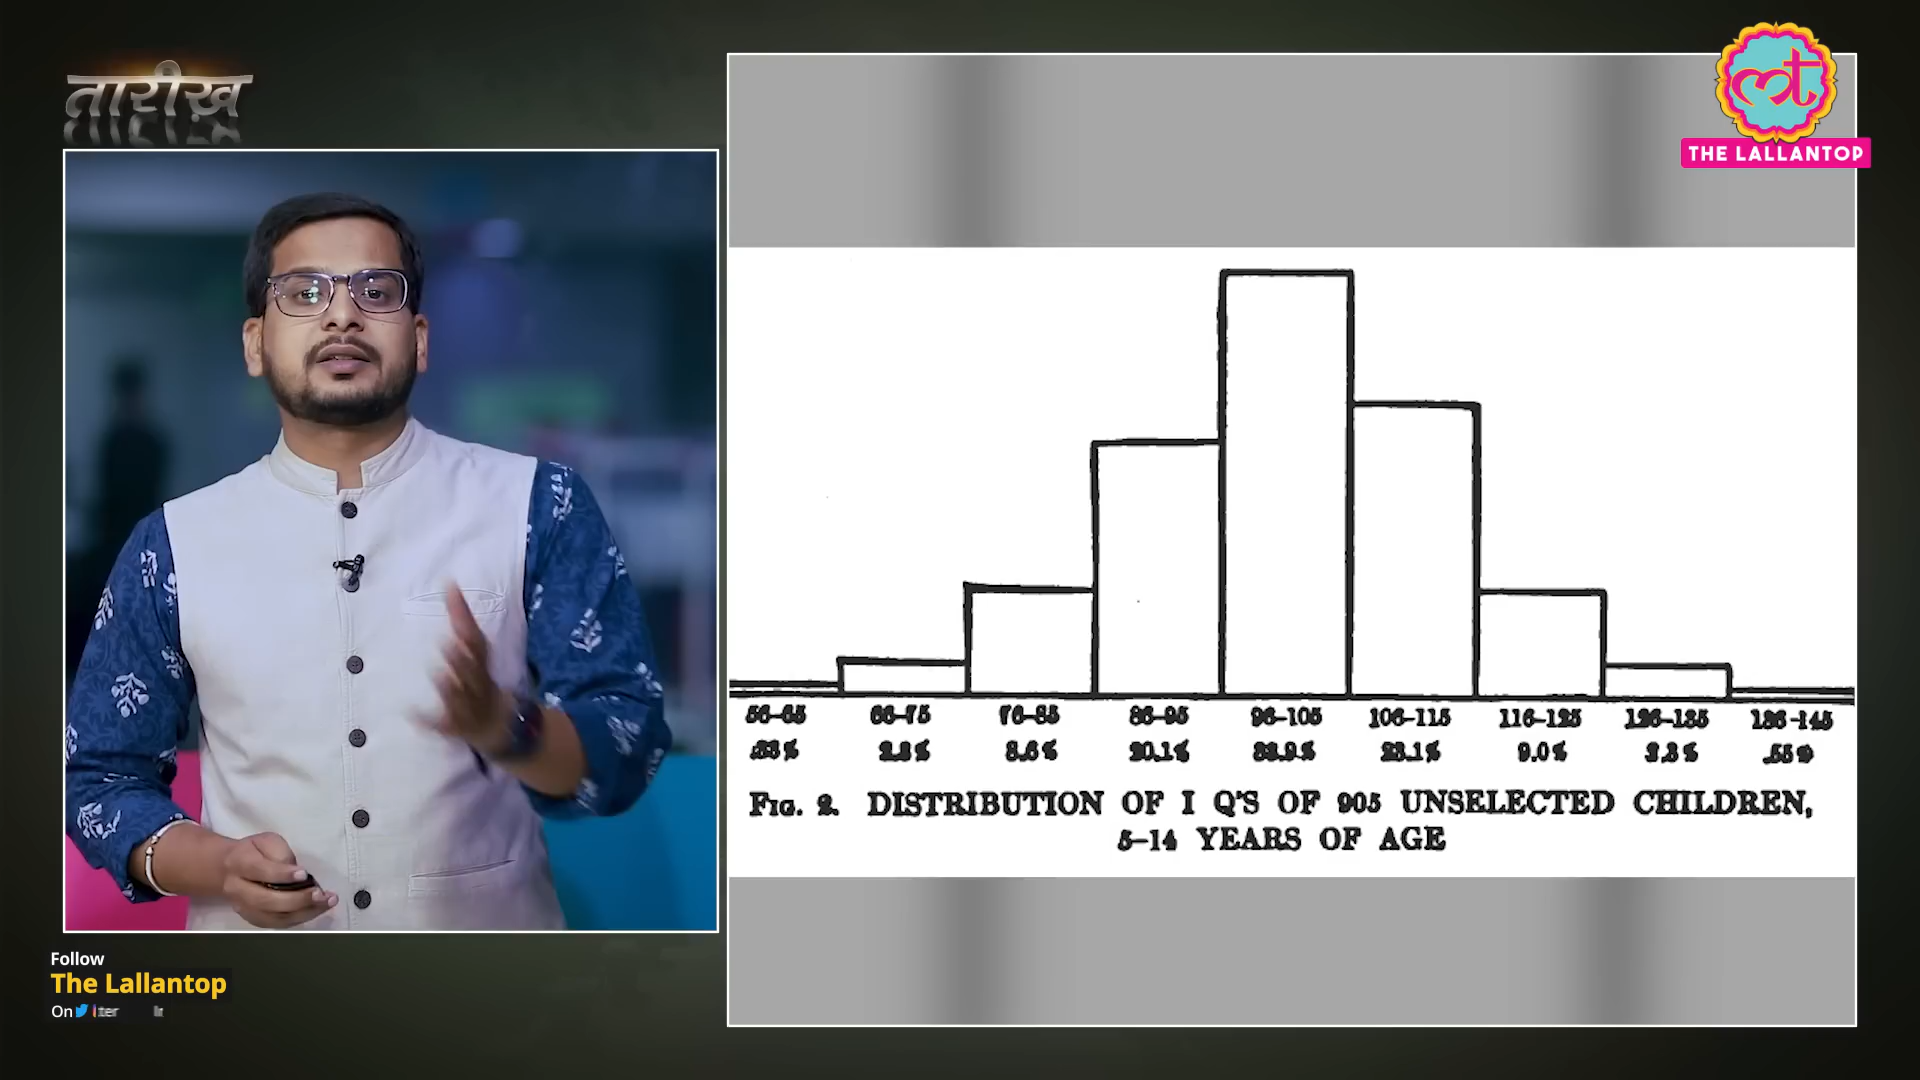 तारीख़
mt
THE LALLANTOP
56-65 66-75 76-85 86-95 96-105 106-115 116-125 126-135 136-145
.33% 2.3% 8.6% 20.1% 33.9% 23.1% 9.0% 2.3% .55%
FIG. 2. DISTRIBUTION OF I Q'S OF 905 UNSELECTED CHILDREN,
5–14 YEARS OF AGE
Follow
The Lallantop
On